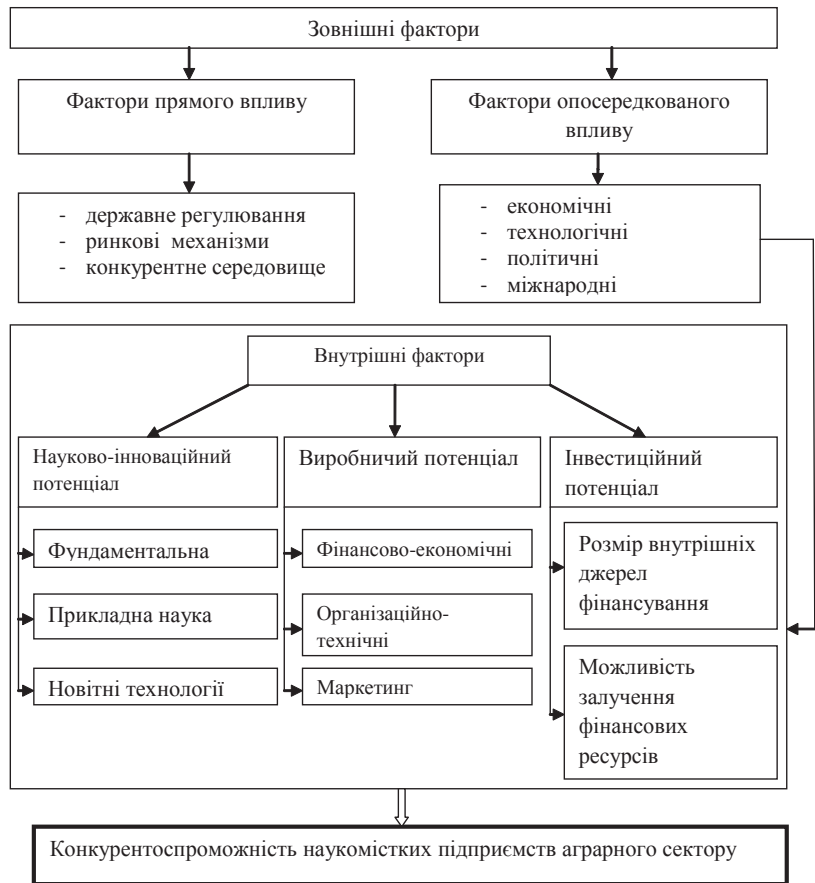 Зовнішні фактори
Фактори прямого впливу
Фактори опосередкованого
впливу
- державне регулювання
- ринкові механізми
- конкурентне середовище
- економічні
- технологічні
- політичні
- міжнародні
Внутрішні фактори
Науково-інноваційний
потенціал
Виробничий потенціал
Інвестиційний
потенціал
Фундаментальна
Прикладна наука
Новітні технології
Фінансово-економічні
Організаційно-
технічні
Маркетинг
Розмір внутрішніх
джерел
фінансування
Можливість
залучення
фінансових
ресурсів
Конкурентоспроможність наукомістких підприємств аграрного сектору